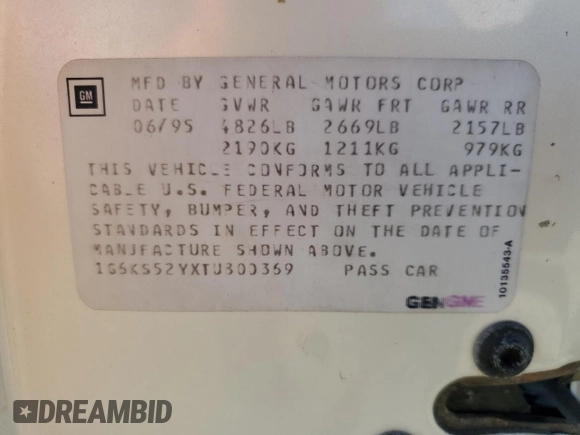 GM
MFD BY GENERAL MOTORS CORP
DATE GVWR GAWR FRT GAWR RR
06/95 4826LB 2669LB 2157LB
2190KG 1211KG 979KG
THIS VEHICLE CONFORMS TO ALL APPLI-
CABLE U.S. FEDERAL MOTOR VEHICLE
SAFETY, BUMPER, AND THEFT PREVENTION
STANDARDS IN EFFECT ON THE DATE OF
MANUFACTURE SHOWN ABOVE.
1G6KS52YXTU300369 PASS CAR
10135543-A
DREAMBID